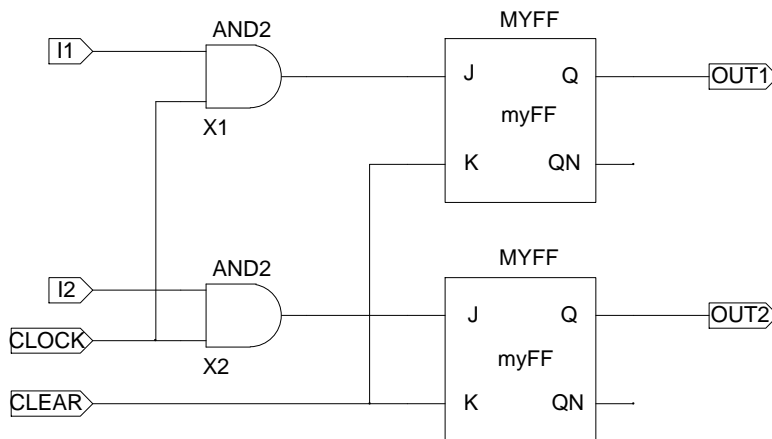 AND2
MYFF
I1
J
Q
OUT1
myFF
X1
K
QN
AND2
MYFF
I2
J
Q
OUT2
CLOCK
X2
myFF
CLEAR
K
QN